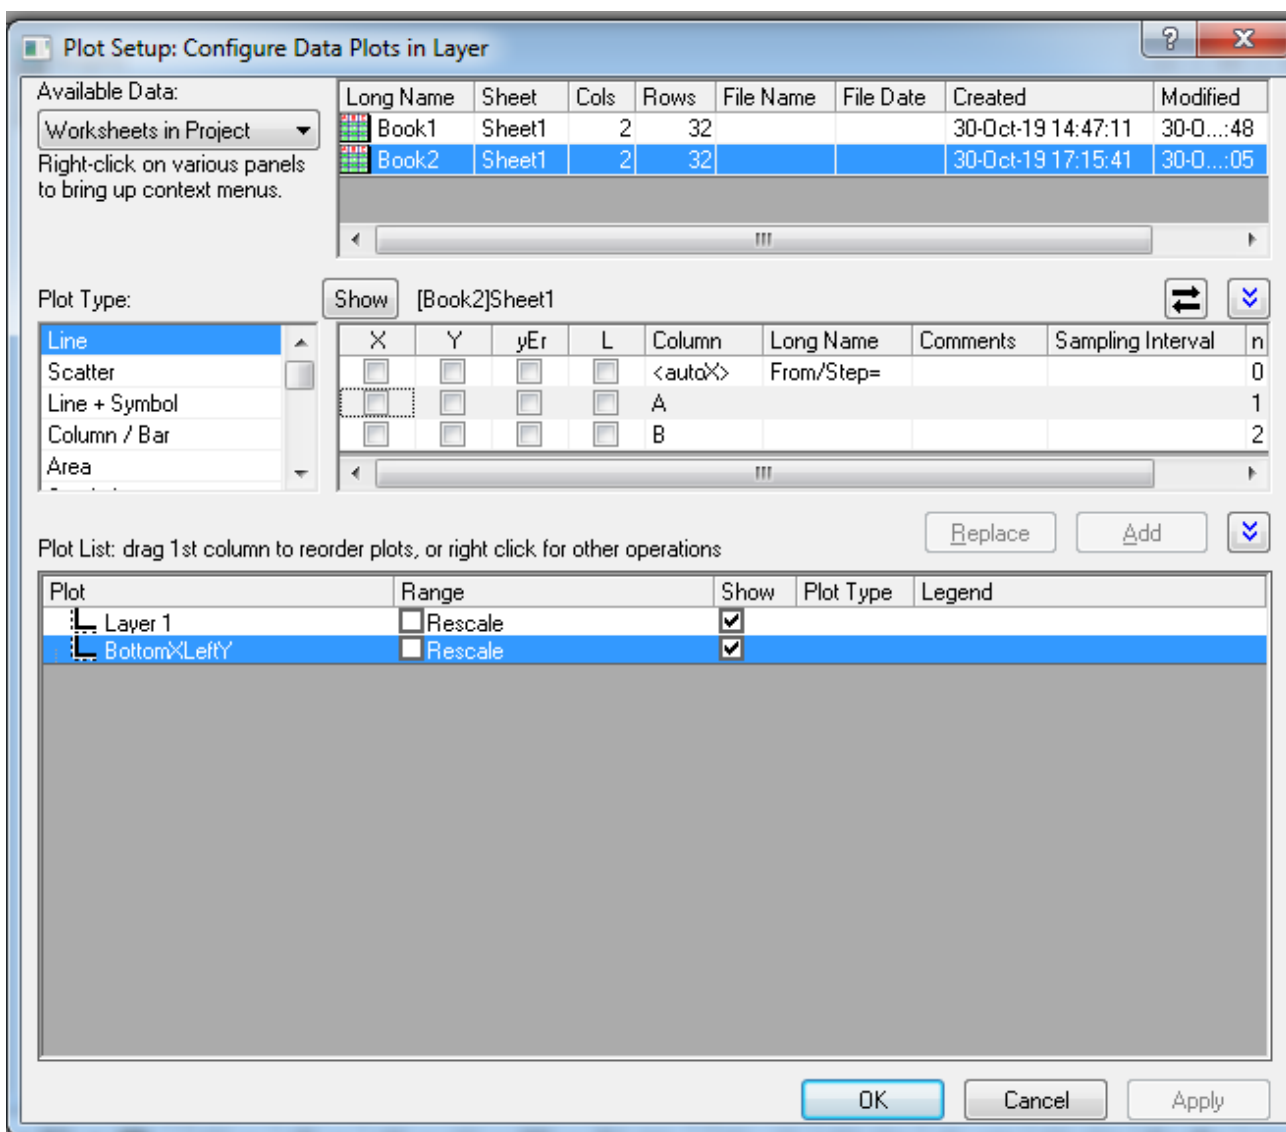 Plot Setup: Configure Data Plots in Layer
Available Data:
Worksheets in Project
Right-click on various panels
to bring up context menus.
Long Name Sheet Cols Rows File Name File Date Created Modified
Book1 Sheet1 2 32 30-Oct-19 14:47:11 30-O...:48
Book2 Sheet1 2 32 30-Oct-19 17:15:41 30-O...:05
Plot Type:
Show [Book2]Sheet1
Line
Scatter
Line + Symbol
Column / Bar
Area
X Y yEr L Column Long Name Comments Sampling Interval n
<autoX> From/Step= 0
A 1
B 2
Replace Add
Plot List: drag 1st column to reorder plots, or right click for other operations
Plot Range Show Plot Type Legend
Layer 1 Rescale
BottomXLeftY Rescale
OK Cancel Apply